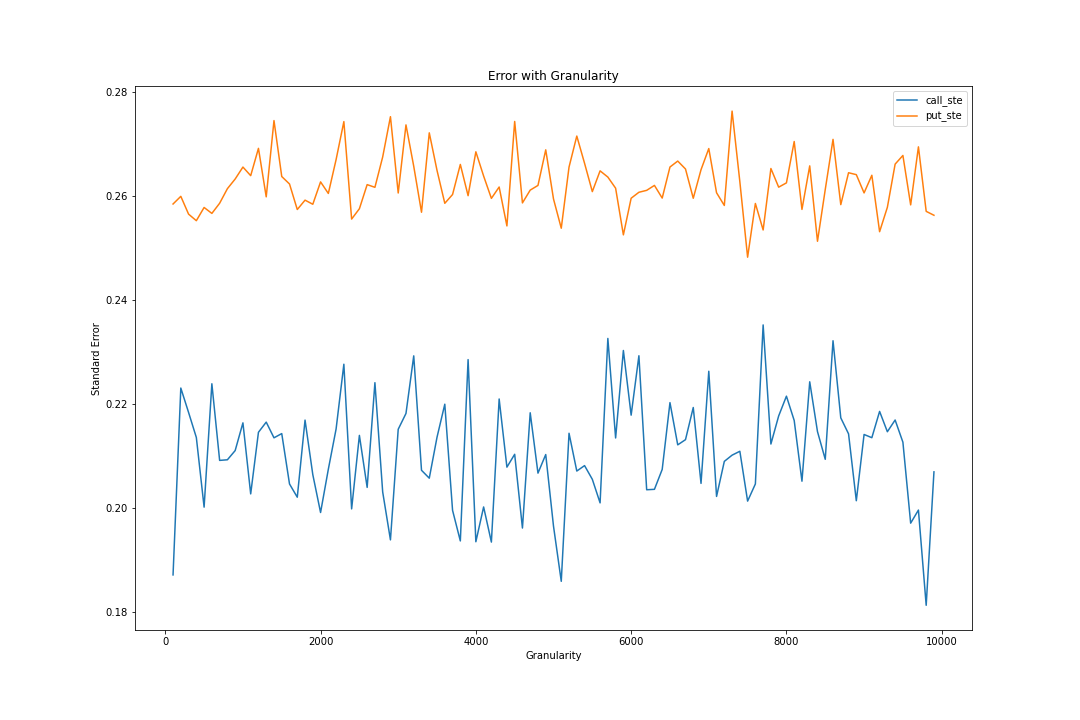 Error with Granularity
call_ste
put_ste
0.28
0.26
0.24
0.22
0.20
0.18
Standard Error
0
2000
4000
6000
8000
10000
Granularity